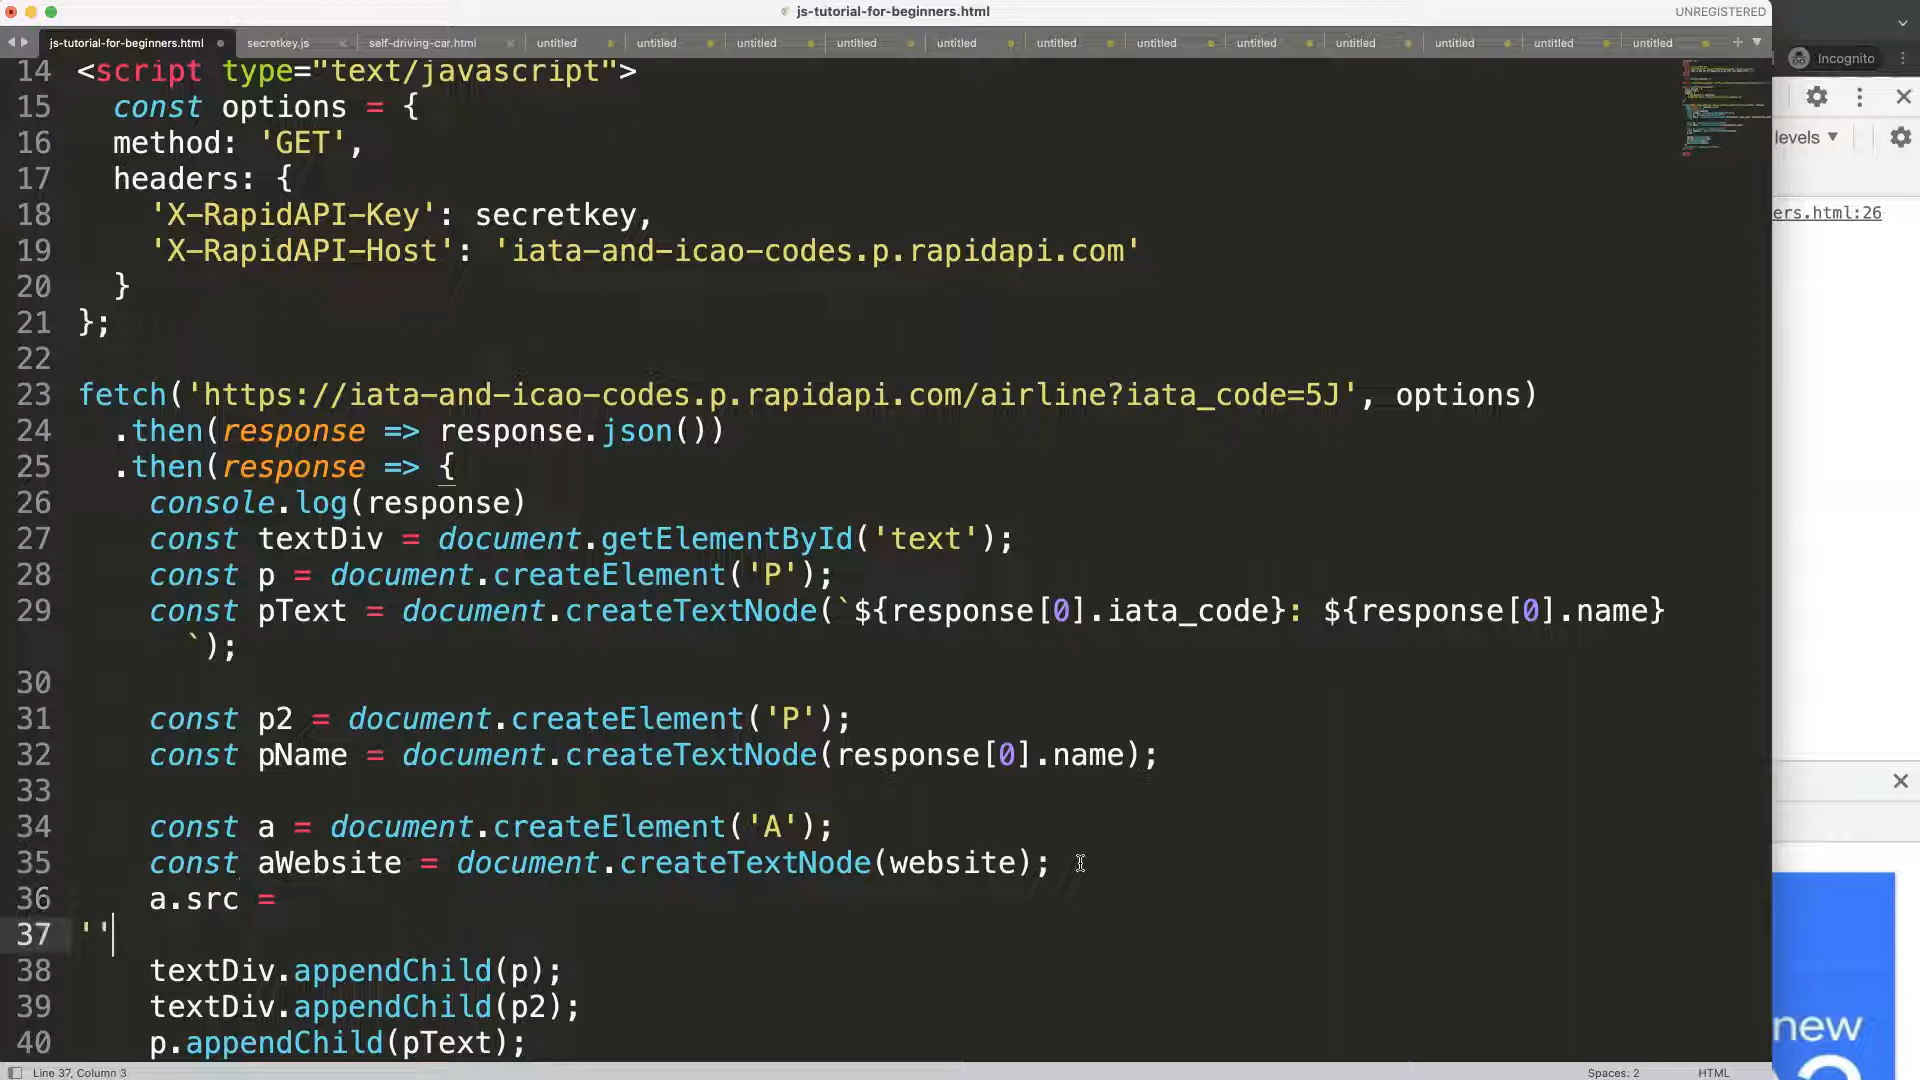 js-tutorial-for-beginners.html
UNREGISTERED
js-tutorial-for-beginners.html secretkey.js self-driving-car.html untitled untitled untitled untitled untitled untitled untitled untitled untitled untitled untitled untitled
Incognito
14 <script type="text/javascript">
15 const options = {
16 method: 'GET',
17 headers: {
levels
18 'X-RapidAPI-Key': secretkey,
ers.html:26
19 'X-RapidAPI-Host': 'iata-and-icao-codes.p.rapidapi.com'
20 }
21 };
22
23 fetch('https://iata-and-icao-codes.p.rapidapi.com/airline?iata_code=5J', options)
24 .then(response => response.json())
25 .then(response => {
26 console.log(response)
27 const textDiv = document.getElementById('text');
28 const p = document.createElement('P');
29 const pText = document.createTextNode(`${response[0].iata_code}: ${response[0].name}
`);
30
31 const p2 = document.createElement('P');
32 const pName = document.createTextNode(response[0].name);
33
34 const a = document.createElement('A');
35 const aWebsite = document.createTextNode(website);
36 a.src =
37 ''
38 textDiv.appendChild(p);
39 textDiv.appendChild(p2);
40 p.appendChild(pText);
new
Line 37, Column 3
Spaces: 2
HTML